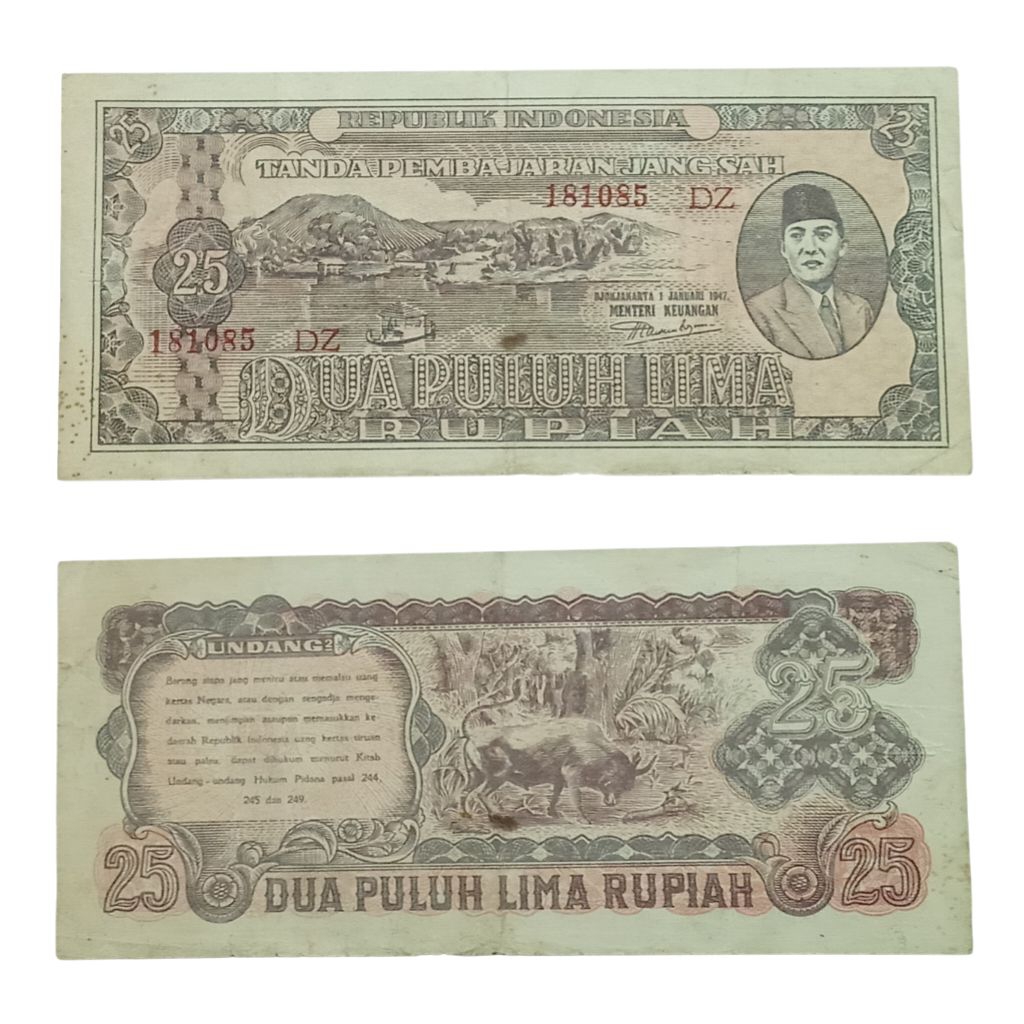 25
REPUBLIK INDONESIA
25
TANDA PEMBAJARAN JANG SAH
181085 DZ
25
DJOKJAKARTA 1 JANUARI 1947.
MENTERI KEUANGAN
181085 DZ
DUA PULUH LIMA
RUPIAH
UNDANG²
Barang siapa jang meniru atau memalsu uang
kertas Negara, atau dengan sengadja menge-
darkan, menjimpan ataupun memasukkan ke-
daerah Republik Indonesia uang kertas tiruan
atau palsu, dapat dihukum menurut Kitab
Undang-undang Hukum Pidana pasal 244,
245 dan 249.
25
25
DUA PULUH LIMA RUPIAH
25